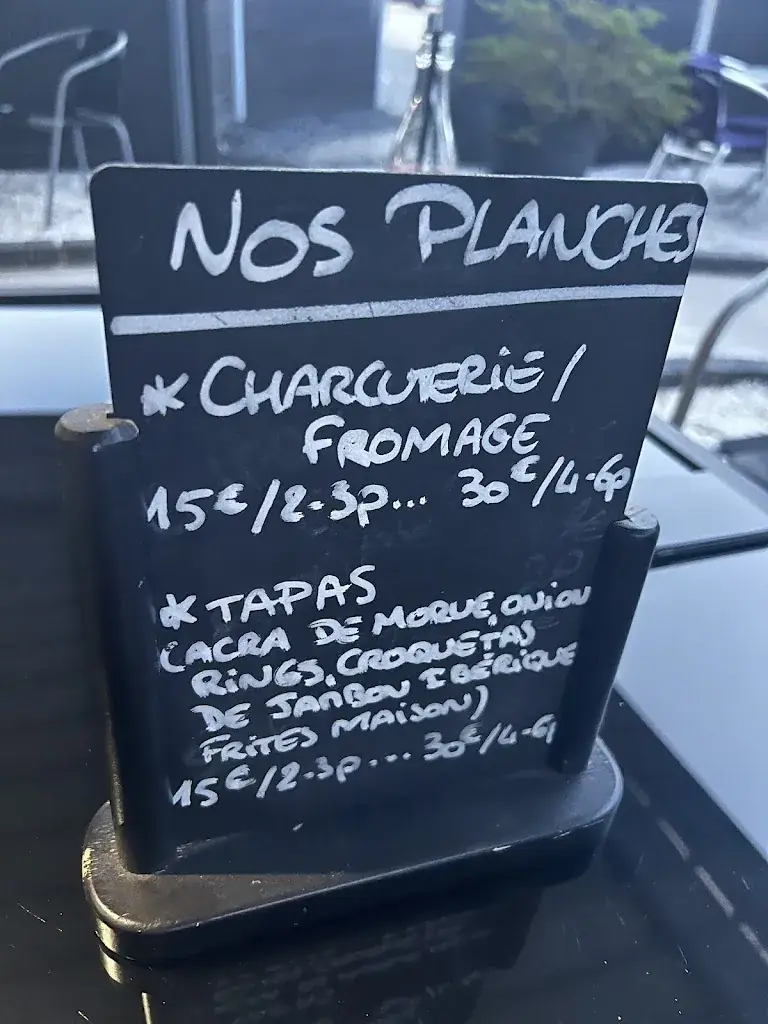 NOS PLANCHES
* CHARCUTERIE /
FROMAGE
15€/2-3p... 30€/4-6p
* TAPAS
(ACRA DE MORUE, ONION
RINGS, CROQUETAS
DE JAMBON IBÉRIQUE
FRITES MAISON)
15€/2-3p... 30€/4-6p